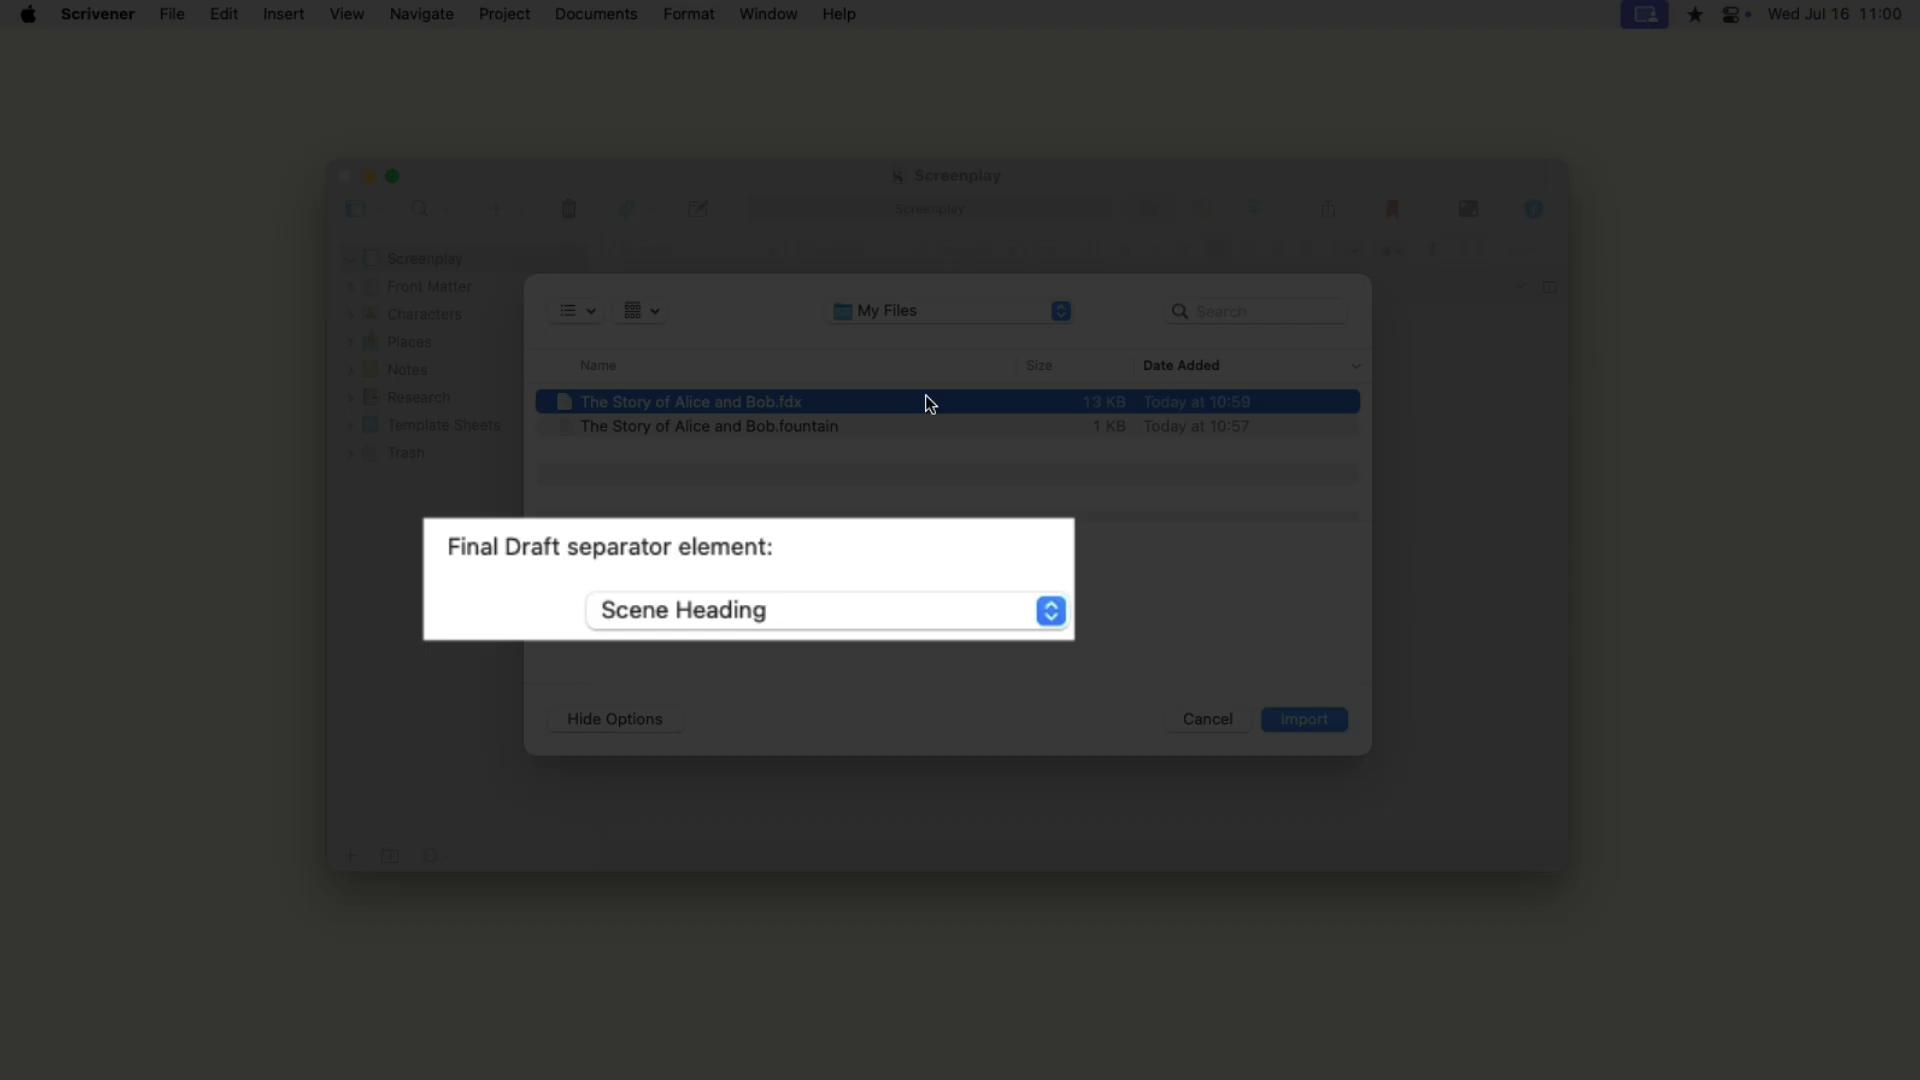 Scrivener File Edit Insert View Navigate Project Documents Format Window Help Wed Jul 16 11:00
Screenplay
Screenplay
Screenplay
Front Matter
Characters
Places
Notes
Research
Template Sheets
Trash
My Files
Search
Name Size Date Added
The Story of Alice and Bob.fdx 13 KB Today at 10:59
The Story of Alice and Bob.fountain 1 KB Today at 10:57
Final Draft separator element:
Scene Heading
Hide Options Cancel Import